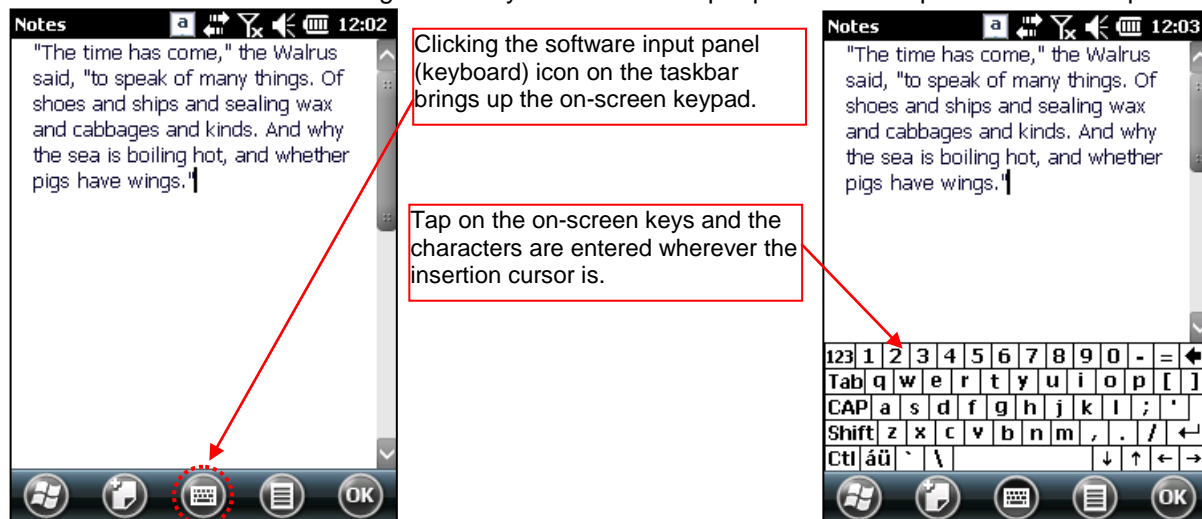 Notes 12:02
"The time has come," the Walrus
said, "to speak of many things. Of
shoes and ships and sealing wax
and cabbages and kinds. And why
the sea is boiling hot, and whether
pigs have wings."
OK
Clicking the software input panel
(keyboard) icon on the taskbar
brings up the on-screen keypad.
Tap on the on-screen keys and the
characters are entered wherever the
insertion cursor is.
Notes 12:03
"The time has come," the Walrus
said, "to speak of many things. Of
shoes and ships and sealing wax
and cabbages and kinds. And why
the sea is boiling hot, and whether
pigs have wings."
123 1 2 3 4 5 6 7 8 9 0 - =
Tab q w e r t y u i o p [ ]
CAP a s d f g h j k l ; '
Shift z x c v b n m , . /
Ctl áü ` \ ↓ ↑ ← →
OK